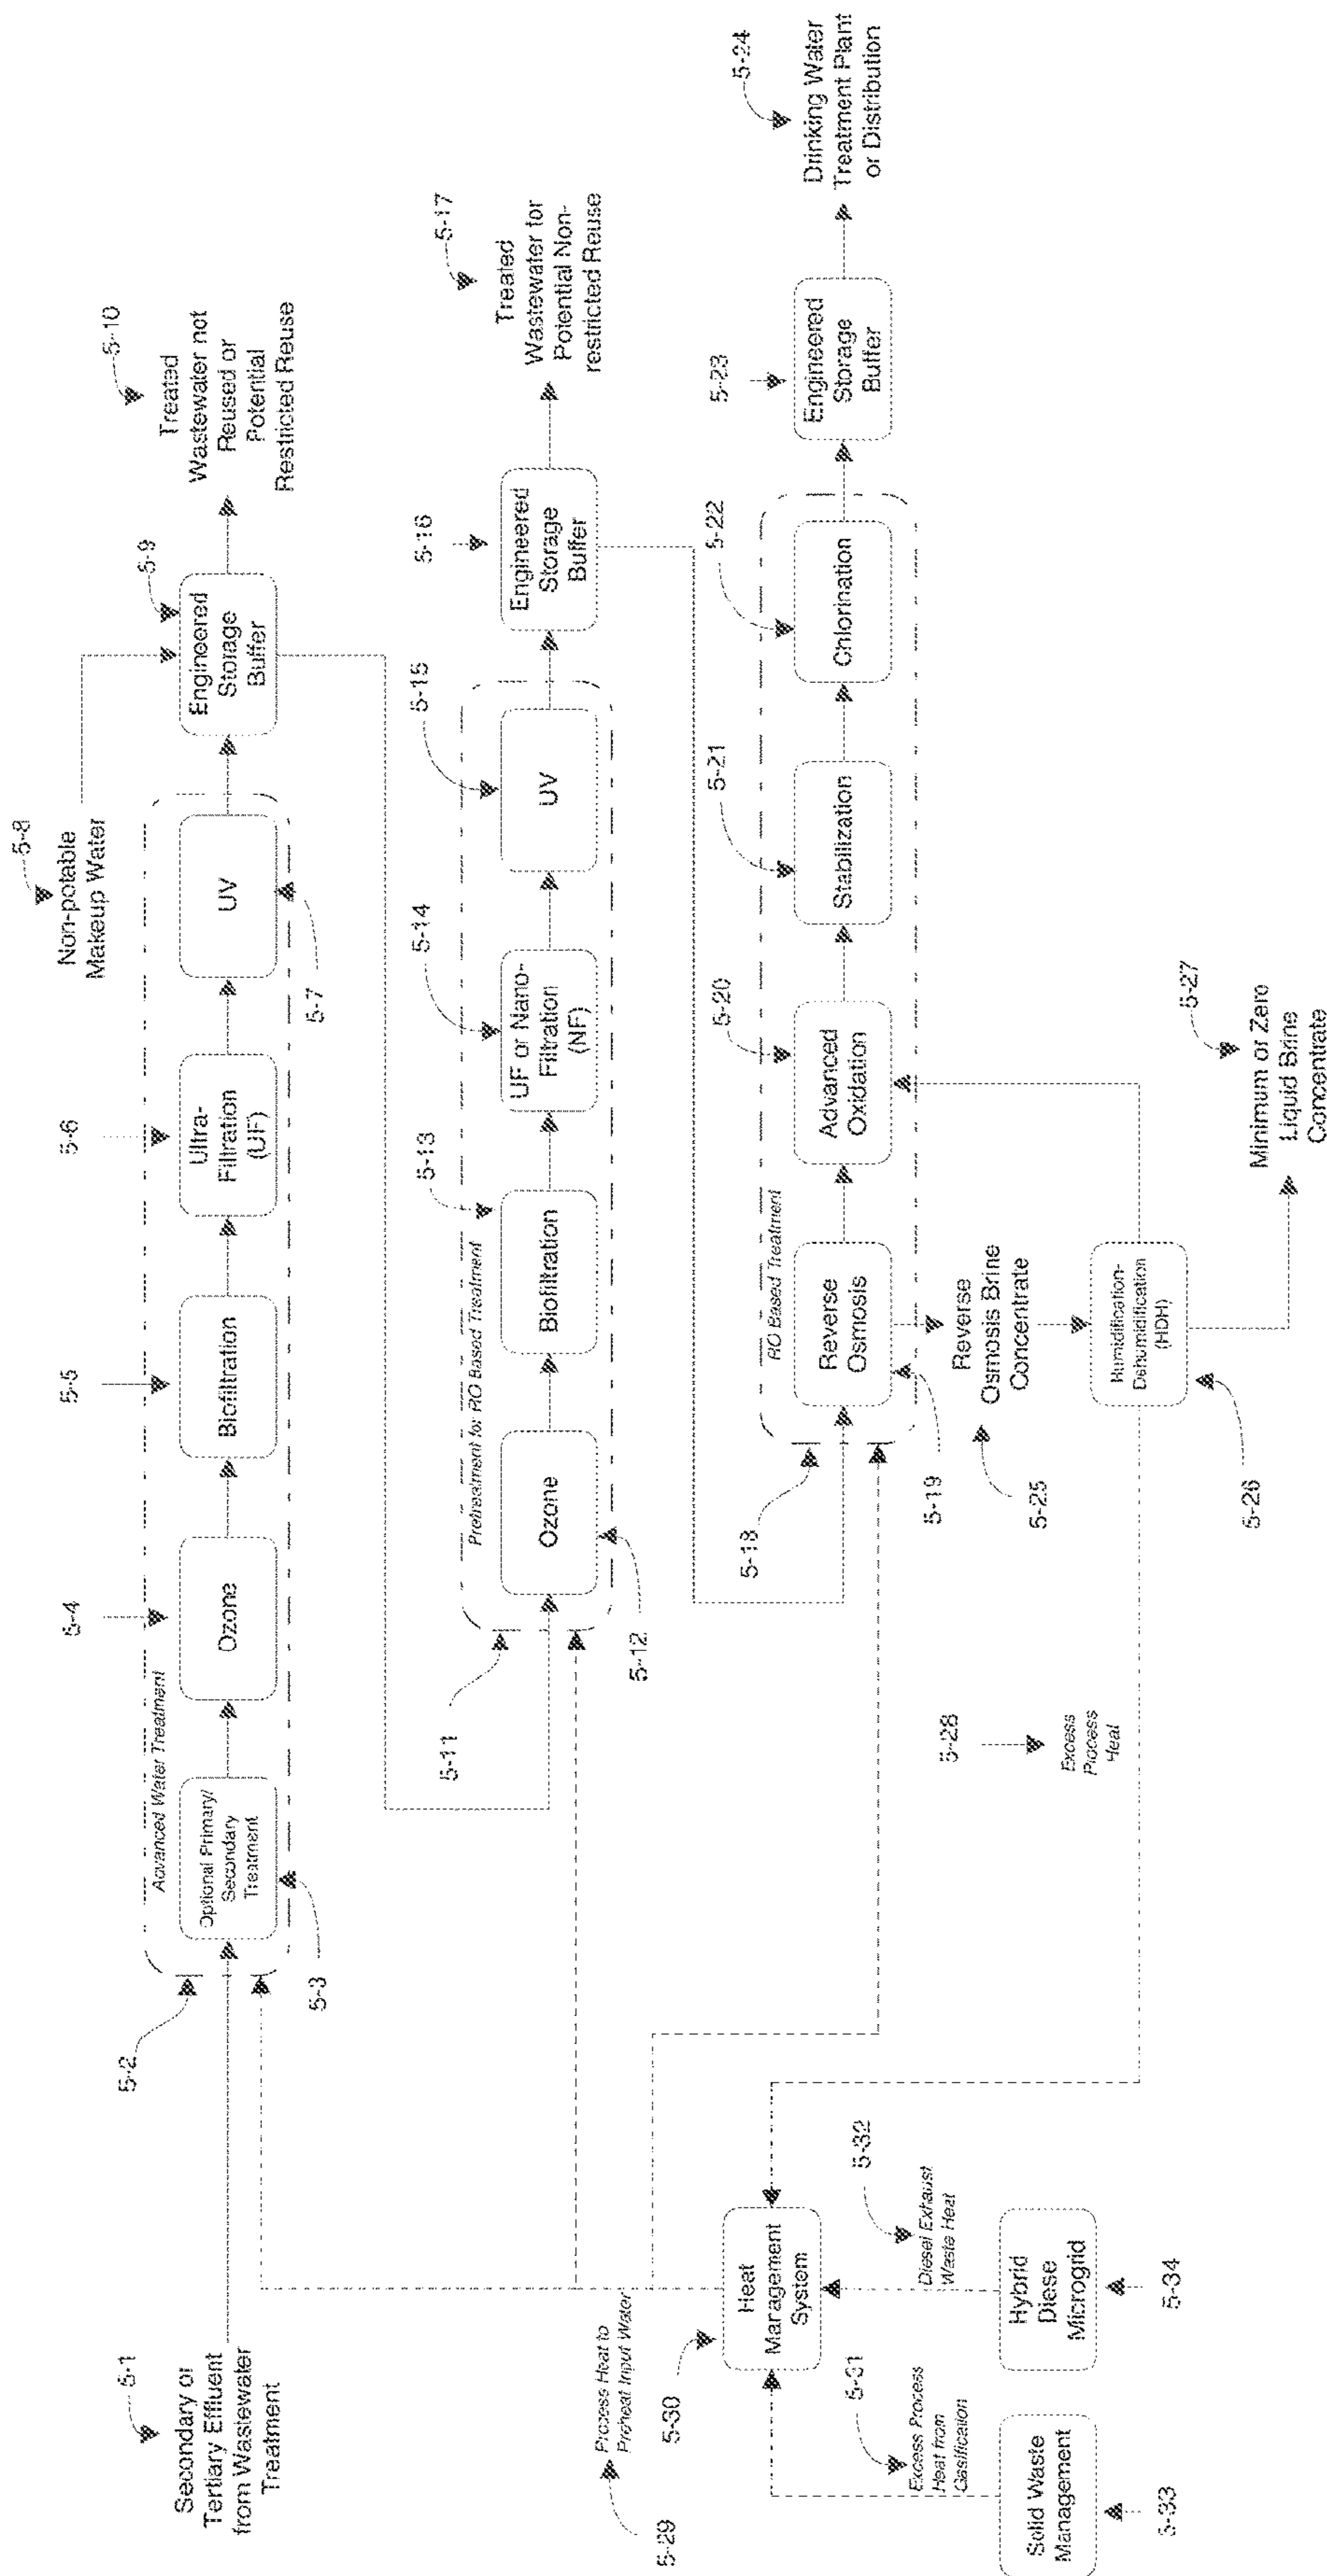 5-1
Secondary or
Tertiary Effluent
from Wastewater
Treatment
5-2
Advanced Water Treatment
Optional Primary/
Secondary
Treatment
5-3
5-4
Ozone
5-5
Biofiltration
5-6
Ultra-
Filtration
(UF)
UV
5-7
5-8
Non-potable
Makeup Water
5-9
Engineered
Storage
Buffer
5-10
Treated
Wastewater not
Reused or
Potential
Restricted Reuse
5-11
Pretreatment for RO Based Treatment
Ozone
5-12
5-13
Biofiltration
5-14
UF or Nano-
Filtration
(NF)
5-15
UV
5-16
Engineered
Storage
Buffer
5-17
Treated
Wastewater for
Potential Non-
restricted Reuse
5-18
RO Based Treatment
Reverse
Osmosis
5-19
5-20
Advanced
Oxidation
5-21
Stabilization
5-22
Chlorination
5-23
Engineered
Storage
Buffer
5-24
Drinking Water
Treatment Plant
or Distribution
Reverse
Osmosis Brine
Concentrate
5-25
Humidification-
Dehumidification
(HDH)
5-26
5-27
Minimum or Zero
Liquid Brine
Concentrate
5-28
Excess
Process
Heat
Process Heat to
Preheat Input Water
5-29
5-30
Heat
Management
System
5-31
Excess Process
Heat from
Gasification
5-32
Diesel Exhaust
Waste Heat
Solid Waste
Management
5-33
Hybrid
Diese
Microgrid
5-34